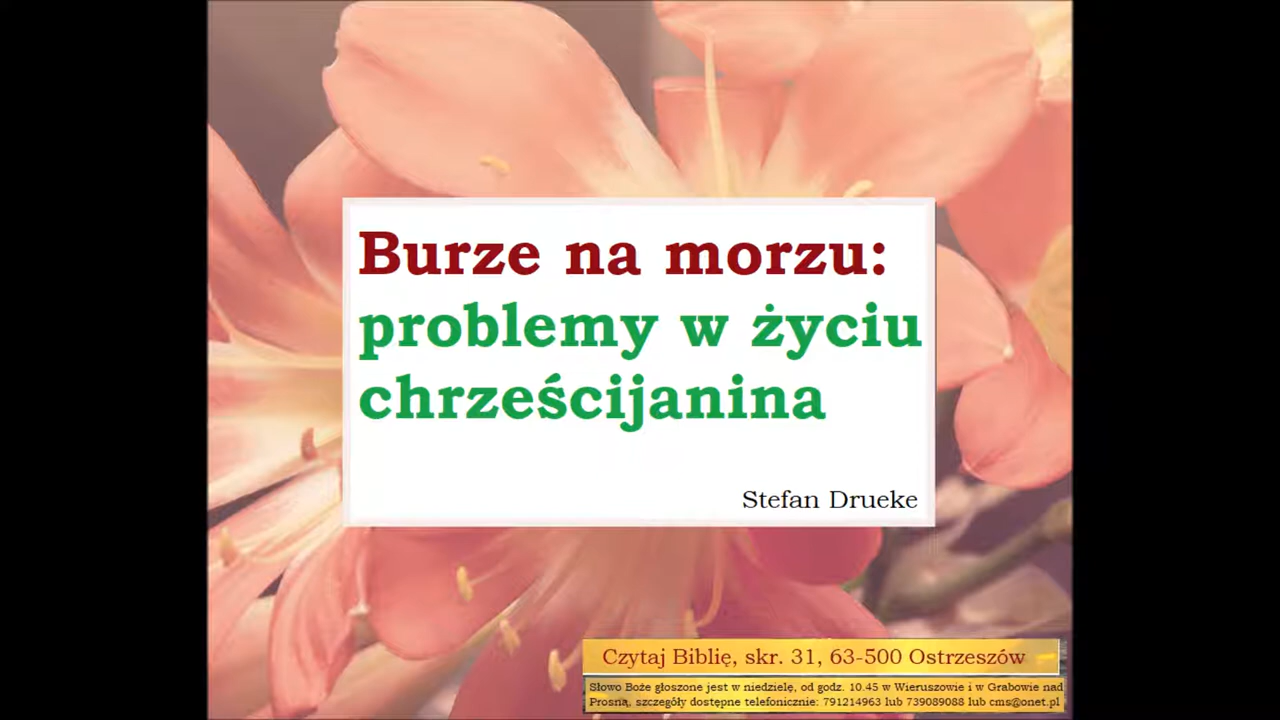 Burze na morzu:
problemy w życiu
chrześcijanina
Stefan Drueke
Czytaj Biblię, skr. 31, 63-500 Ostrzeszów
Słowo Boże głoszone jest w niedzielę, od godz. 10.45 w Wieruszowie i w Grabowie nad
Prosną, szczegóły dostępne telefonicznie: 791214963 lub 739089088 lub cms@onet.pl